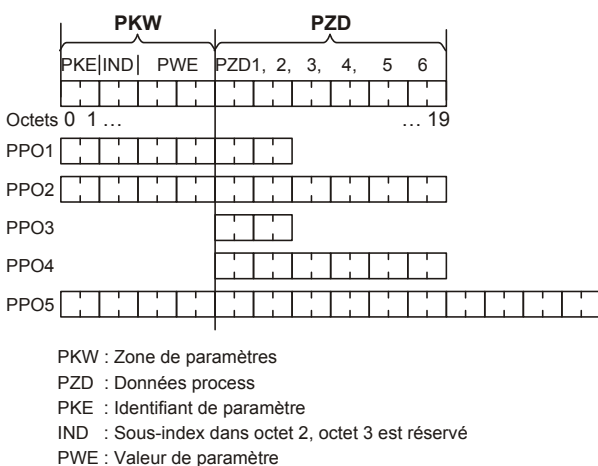 PKW PZD
PKE IND PWE PZD1, 2, 3, 4, 5 6
Octets 0 1 ... ... 19
PPO1
PPO2
PPO3
PPO4
PPO5
PKW : Zone de paramètres
PZD : Données process
PKE : Identifiant de paramètre
IND : Sous-index dans octet 2, octet 3 est réservé
PWE : Valeur de paramètre